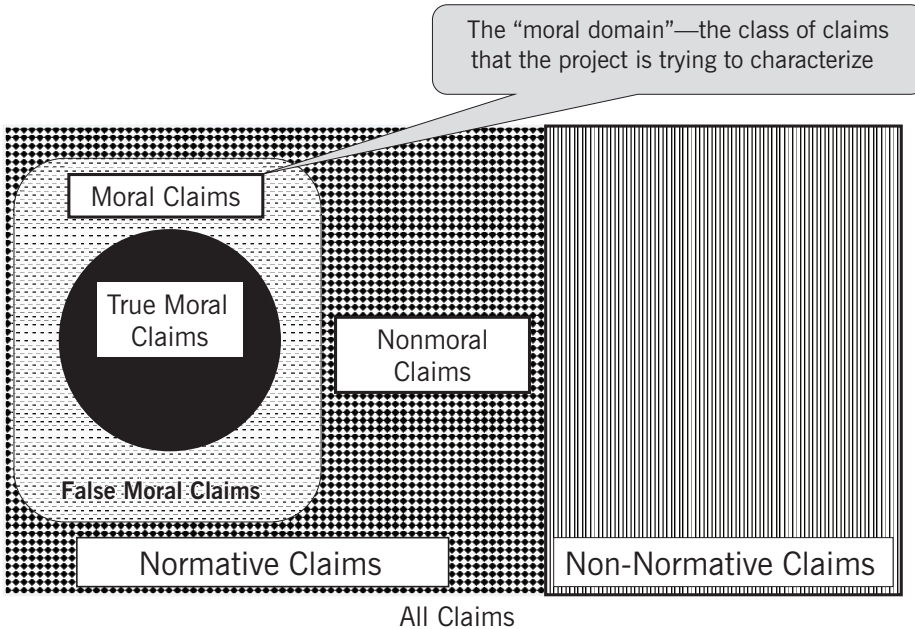 The “moral domain”—the class of claims
that the project is trying to characterize
Moral Claims
True Moral
Claims
Nonmoral
Claims
False Moral Claims
Normative Claims
Non-Normative Claims
All Claims